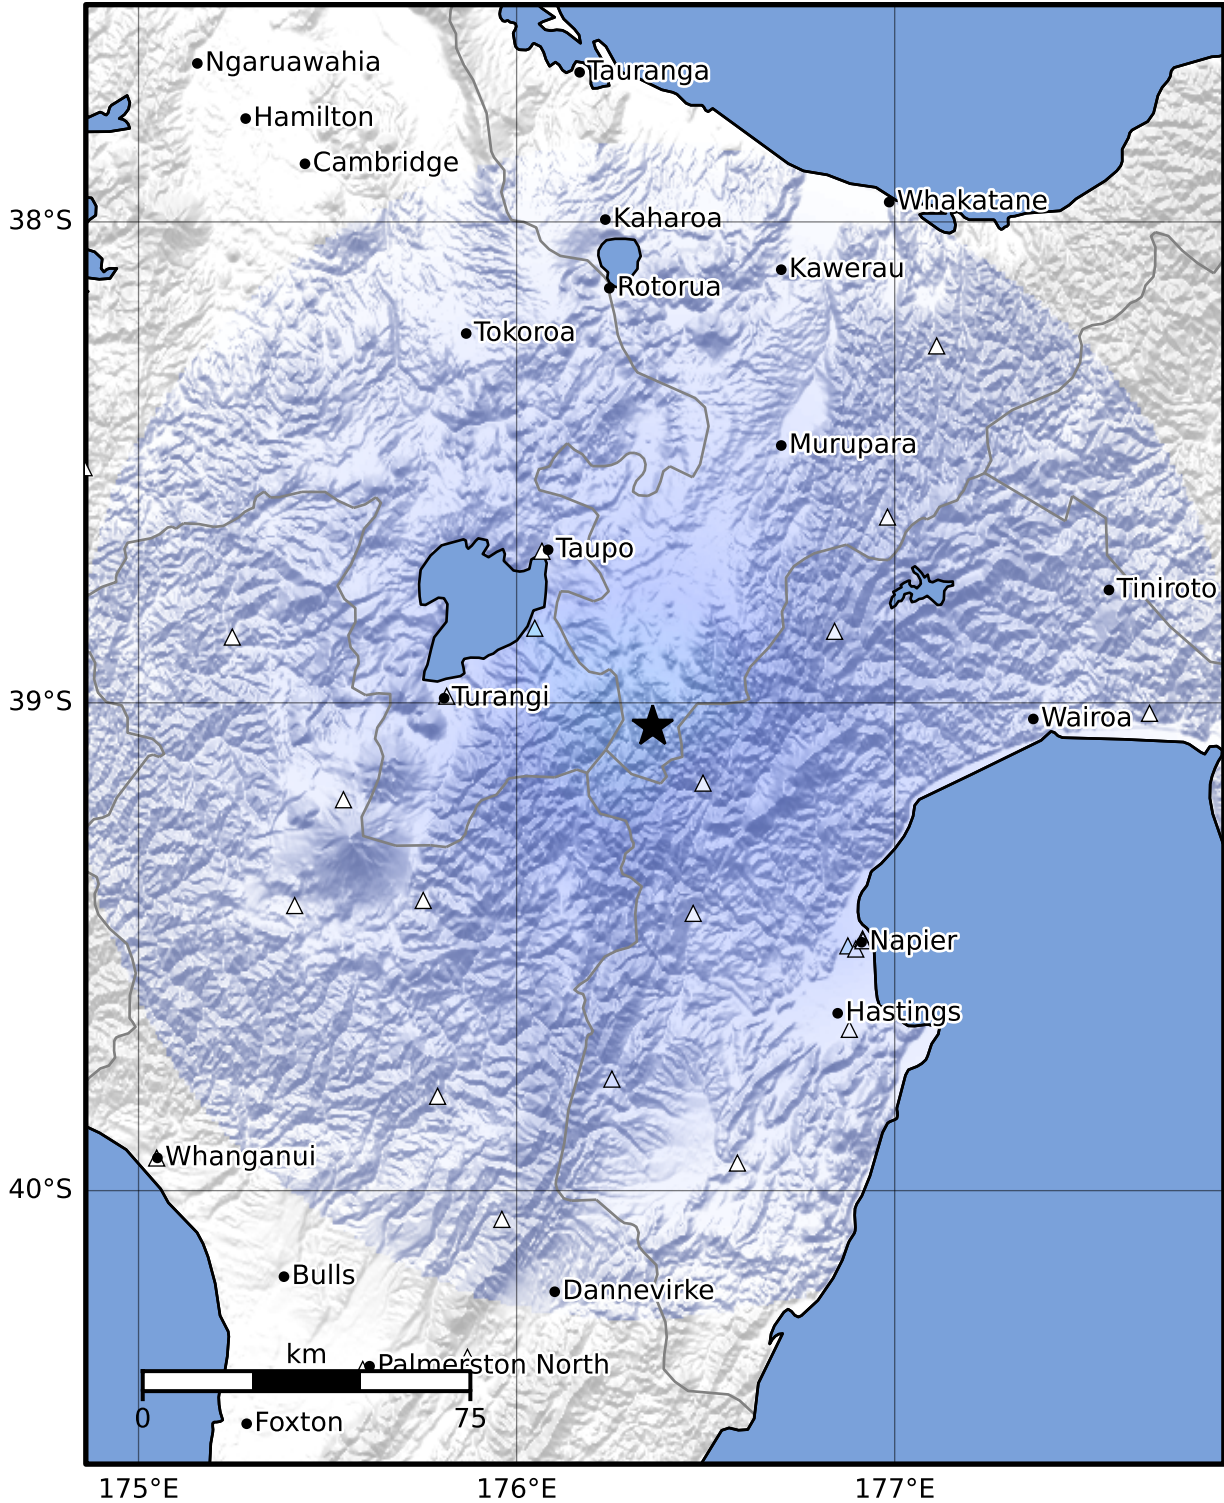 Ngaruawahia
Tauranga
Hamilton
Cambridge
Whakatane
38°S
Kaharoa
Kawerau
Rotorua
Tokoroa
Murupara
Taupo
Tiniroto
Turangi
39°S
Wairoa
Napier
Hastings
Whanganui
40°S
Bulls
Dannevirke
km
Palmerston North
0
75
Foxton
175°E
176°E
177°E